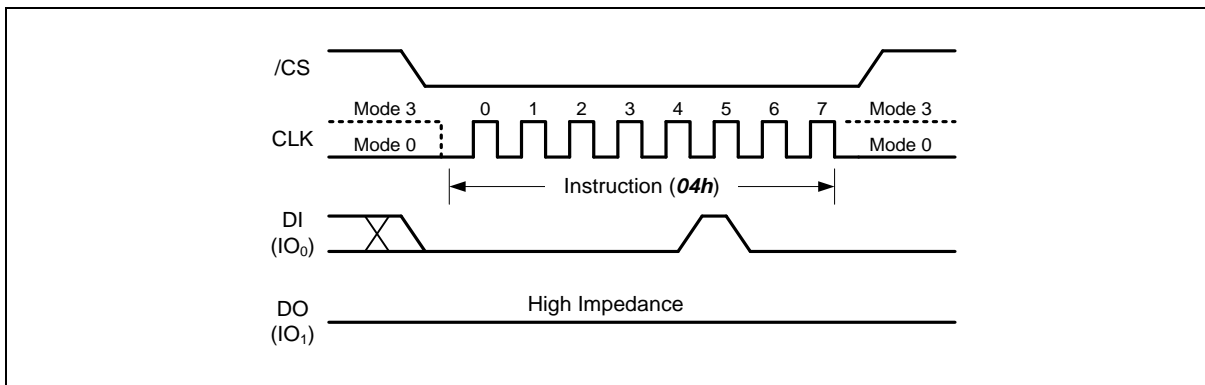 /CS
Mode 3 0 1 2 3 4 5 6 7 Mode 3
CLK
Mode 0 Mode 0
Instruction (04h)
DI
(IO₀)
High Impedance
DO
(IO₁)